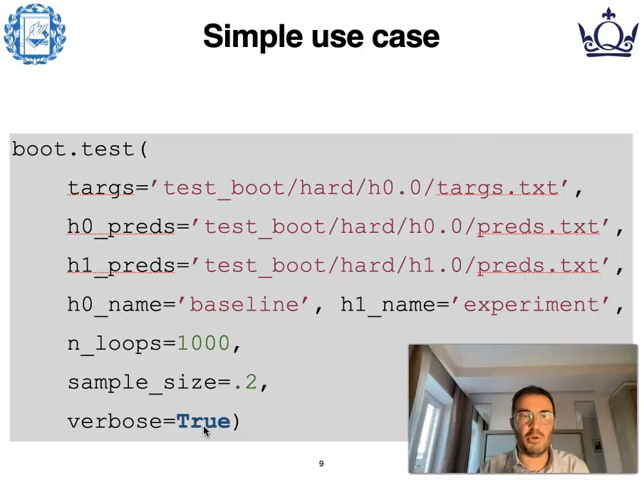 Simple use case
boot.test(
targs=’test_boot/hard/h0.0/targs.txt’,
h0_preds=’test_boot/hard/h0.0/preds.txt’,
h1_preds=’test_boot/hard/h1.0/preds.txt’,
h0_name=’baseline’, h1_name=’experiment’,
n_loops=1000,
sample_size=.2,
verbose=True)
9